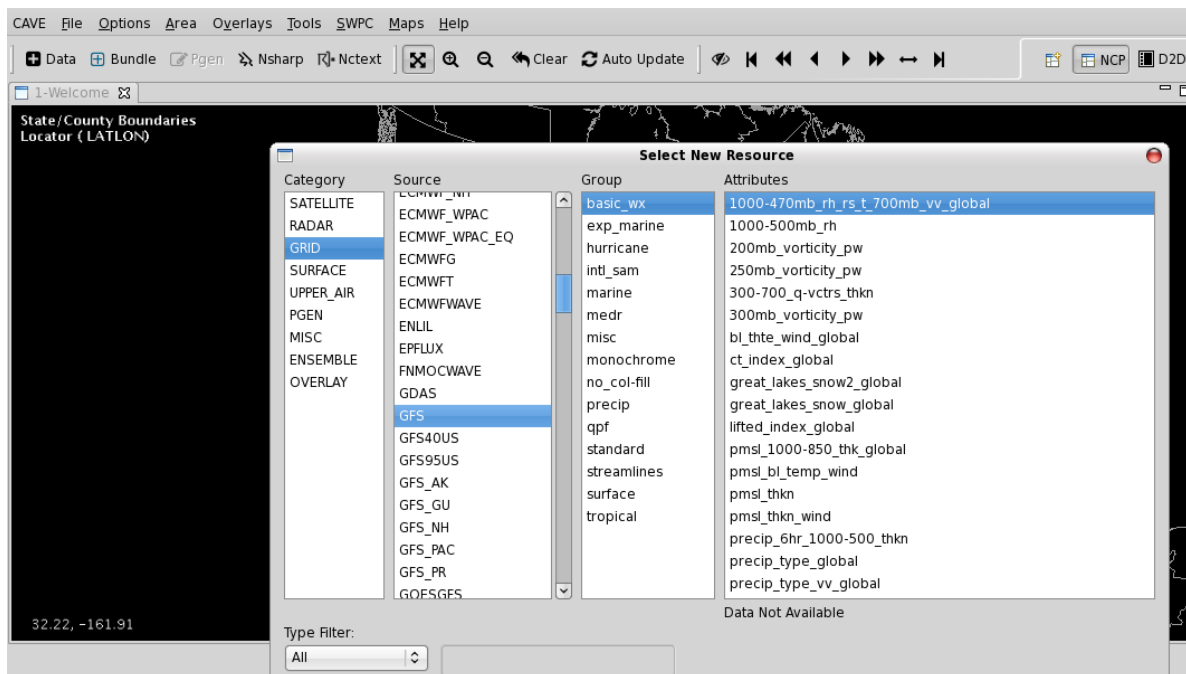 CAVE File Options Area Overlays Tools SWPC Maps Help
Data Bundle Pgen Nsharp Nctext Clear Auto Update NCP D2D
1-Welcome
State/County Boundaries
Locator ( LATLON)
Select New Resource
Category Source Group Attributes
SATELLITE
RADAR
GRID
SURFACE
UPPER_AIR
PGEN
MISC
ENSEMBLE
OVERLAY
ECMWF_NH
ECMWF_WPAC
ECMWF_WPAC_EQ
ECMWFG
ECMWFT
ECMWFWAVE
ENLIL
EPFLUX
FNMOCWAVE
GDAS
GFS
GFS40US
GFS95US
GFS_AK
GFS_GU
GFS_NH
GFS_PAC
GFS_PR
GOESGFS
basic_wx
exp_marine
hurricane
intl_sam
marine
medr
misc
monochrome
no_col-fill
precip
qpf
standard
streamlines
surface
tropical
1000-470mb_rh_rs_t_700mb_vv_global
1000-500mb_rh
200mb_vorticity_pw
250mb_vorticity_pw
300-700_q-vctrs_thkn
300mb_vorticity_pw
bl_thte_wind_global
ct_index_global
great_lakes_snow2_global
great_lakes_snow_global
lifted_index_global
pmsl_1000-850_thk_global
pmsl_bl_temp_wind
pmsl_thkn
pmsl_thkn_wind
precip_6hr_1000-500_thkn
precip_type_global
precip_type_vv_global
Data Not Available
32.22, -161.91
Type Filter:
All